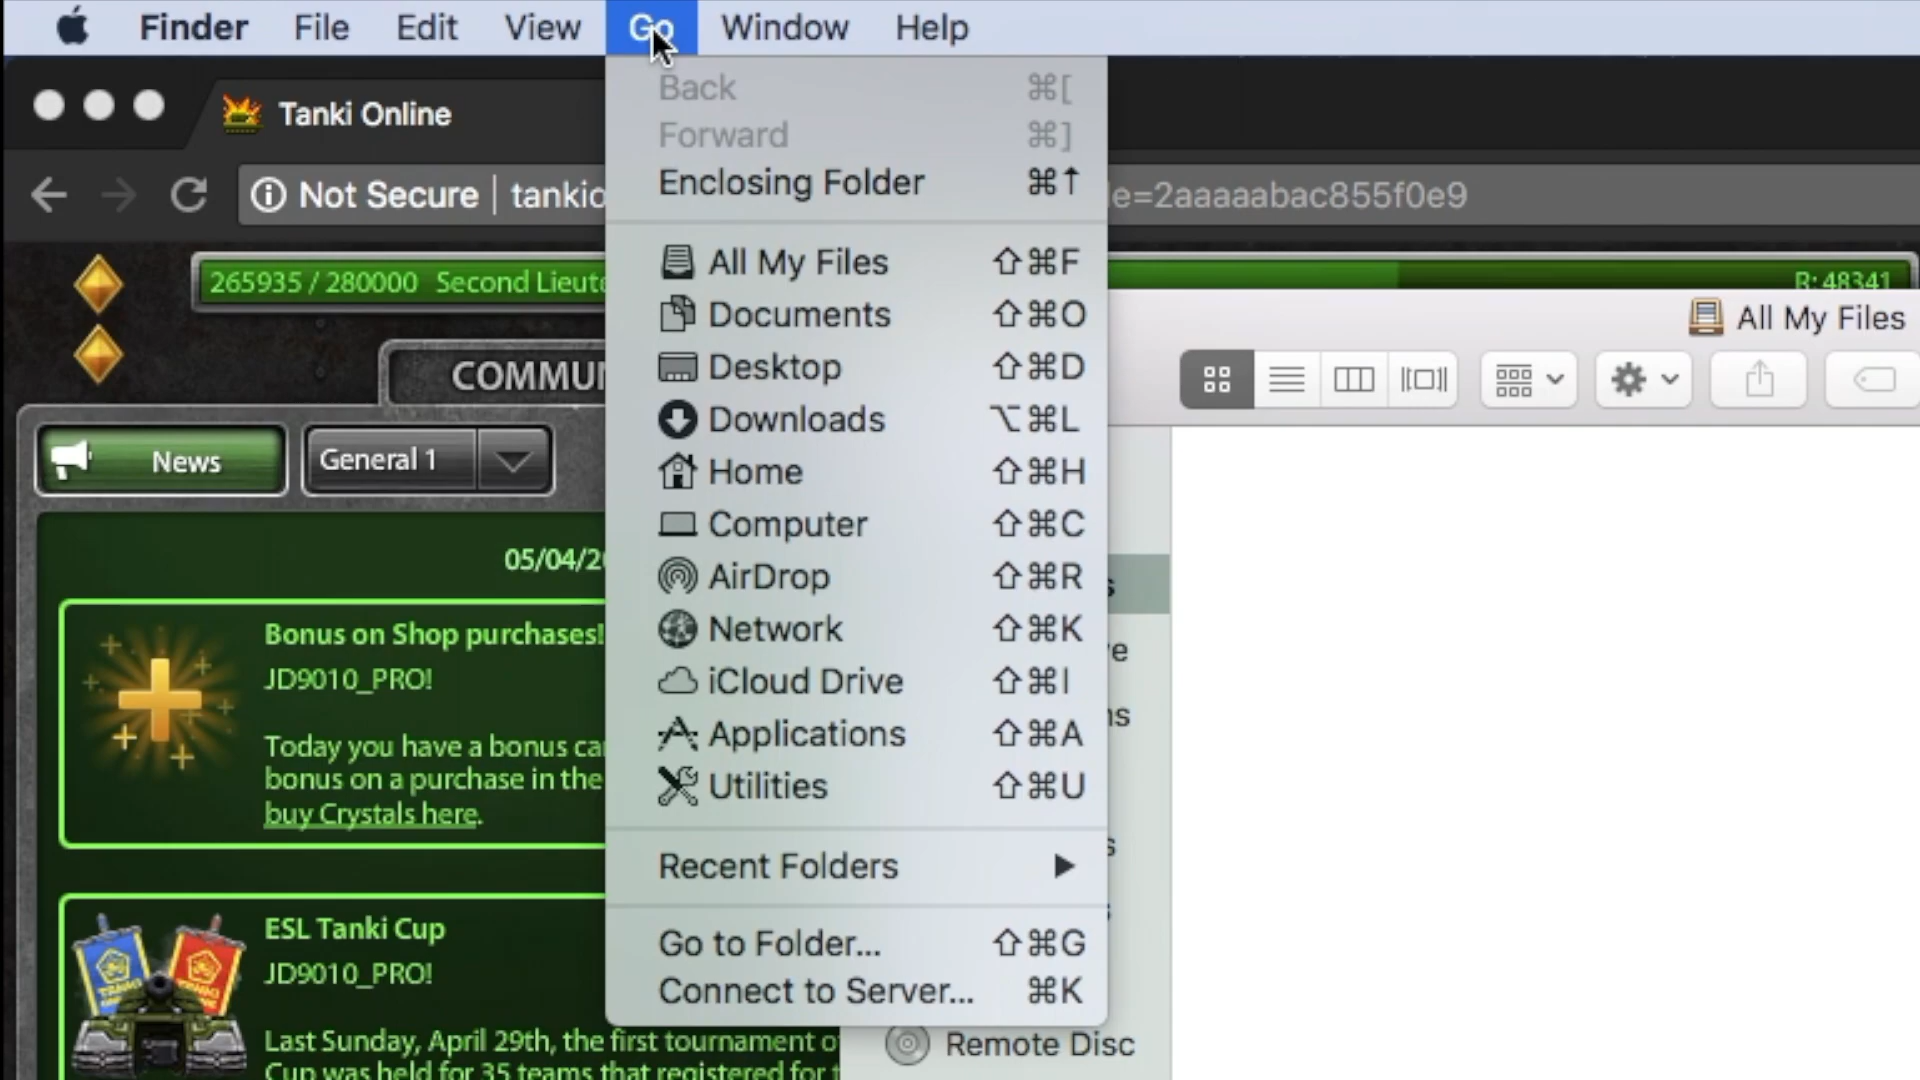 Finder File Edit View Go Window Help
Tanki Online
Not Secure | tankio
e=2aaaaabac855f0e9
Back ⌘[
Forward ⌘]
Enclosing Folder ⌘↑
All My Files ⇧⌘F
Documents ⇧⌘O
Desktop ⇧⌘D
Downloads ⌥⌘L
Home ⇧⌘H
Computer ⇧⌘C
AirDrop ⇧⌘R
Network ⇧⌘K
iCloud Drive ⇧⌘I
Applications ⇧⌘A
Utilities ⇧⌘U
Recent Folders ▶
Go to Folder... ⇧⌘G
Connect to Server... ⌘K
265935 / 280000 Second Lieute
R: 48341
All My Files
COMMUN
News
General 1
05/04/20
Bonus on Shop purchases!
JD9010_PRO!
Today you have a bonus ca
bonus on a purchase in the
buy Crystals here.
ESL Tanki Cup
JD9010_PRO!
Last Sunday, April 29th, the first tournament o
Cup was held for 35 teams that registered for t
Remote Disc